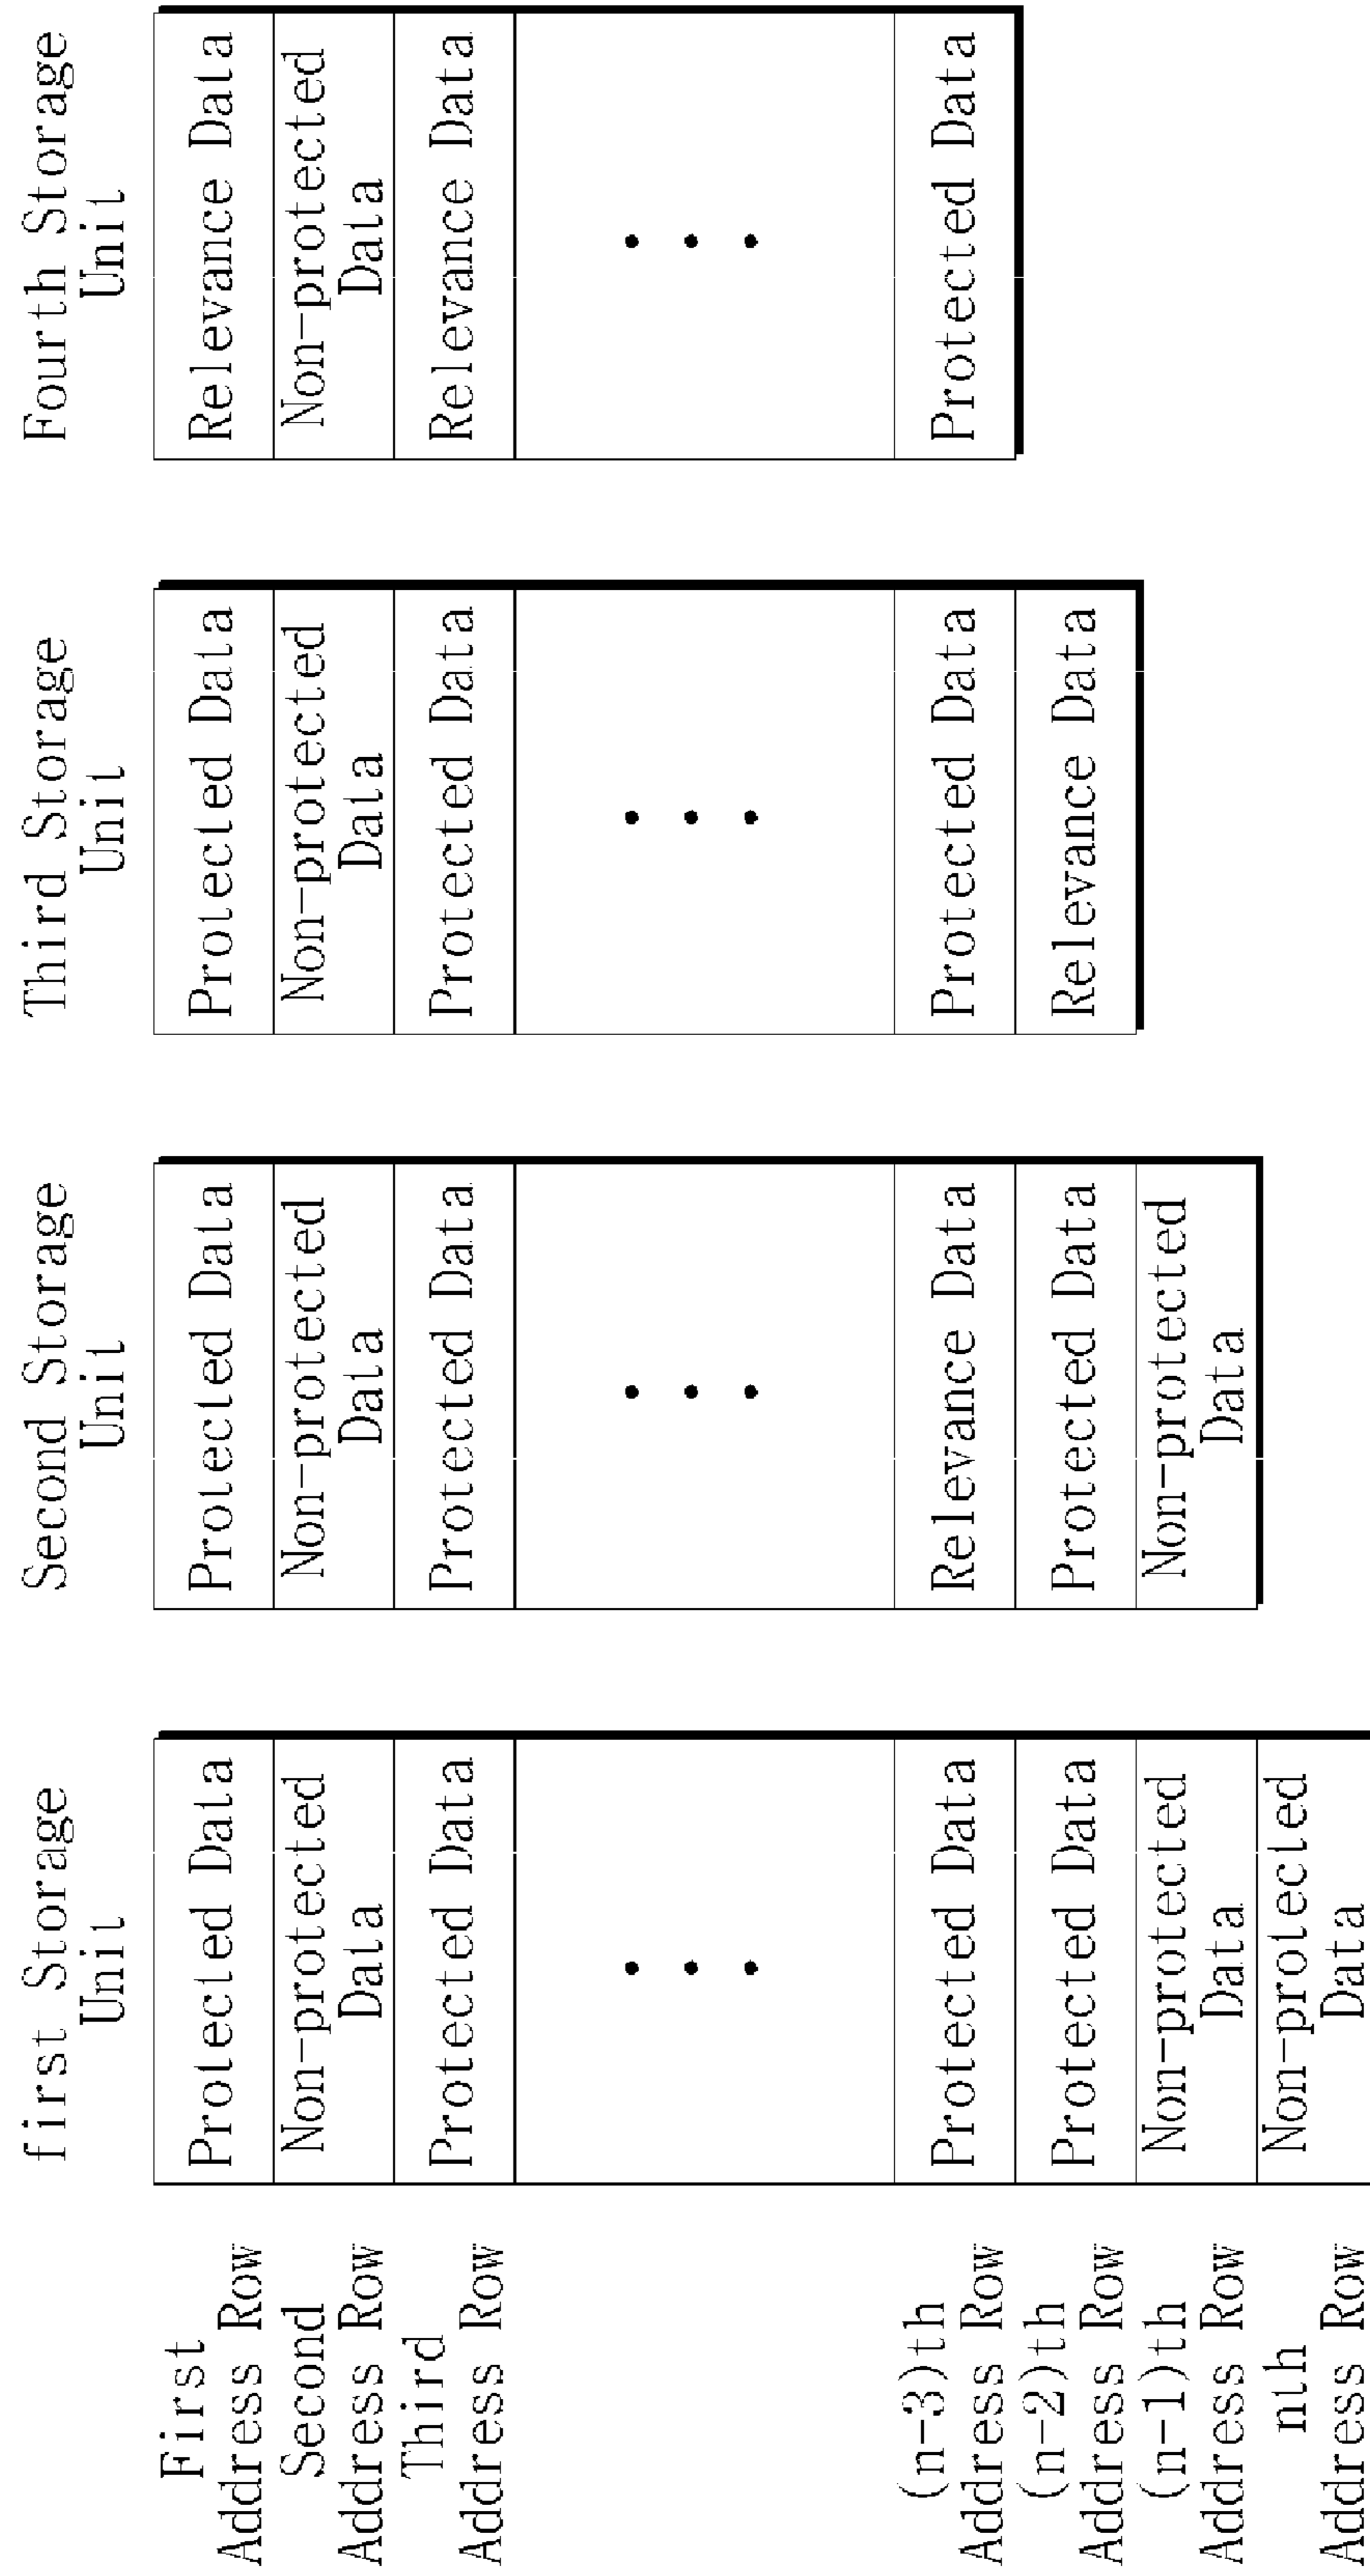 first Storage
Unit
Second Storage
Unit
Third Storage
Unit
Fourth Storage
Unit
First
Address Row
Protected Data
Protected Data
Protected Data
Relevance Data
Second
Address Row
Non-protected
Data
Non-protected
Data
Non-protected
Data
Non-protected
Data
Third
Address Row
Protected Data
Protected Data
Protected Data
Relevance Data
(n-3)th
Address Row
Protected Data
Relevance Data
Protected Data
Protected Data
(n-2)th
Address Row
Protected Data
Protected Data
Relevance Data
(n-1)th
Address Row
Non-protected
Data
Non-protected
Data
nth
Address Row
Non-protected
Data